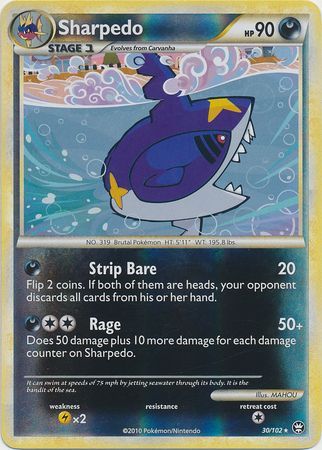 Sharpedo
HP 90
STAGE 1
Evolves from Carvanha
NO. 319 Brutal Pokémon HT: 5'11" WT: 195.8 lbs.
Strip Bare 20
Flip 2 coins. If both of them are heads, your opponent
discards all cards from his or her hand.
Rage 50+
Does 50 damage plus 10 more damage for each damage
counter on Sharpedo.
It can swim at speeds of 75 mph by jetting seawater through its body. It is the
bandit of the sea.
Illus. MAHOU
weakness resistance retreat cost
×2
©2010 Pokémon/Nintendo
30/102 ★